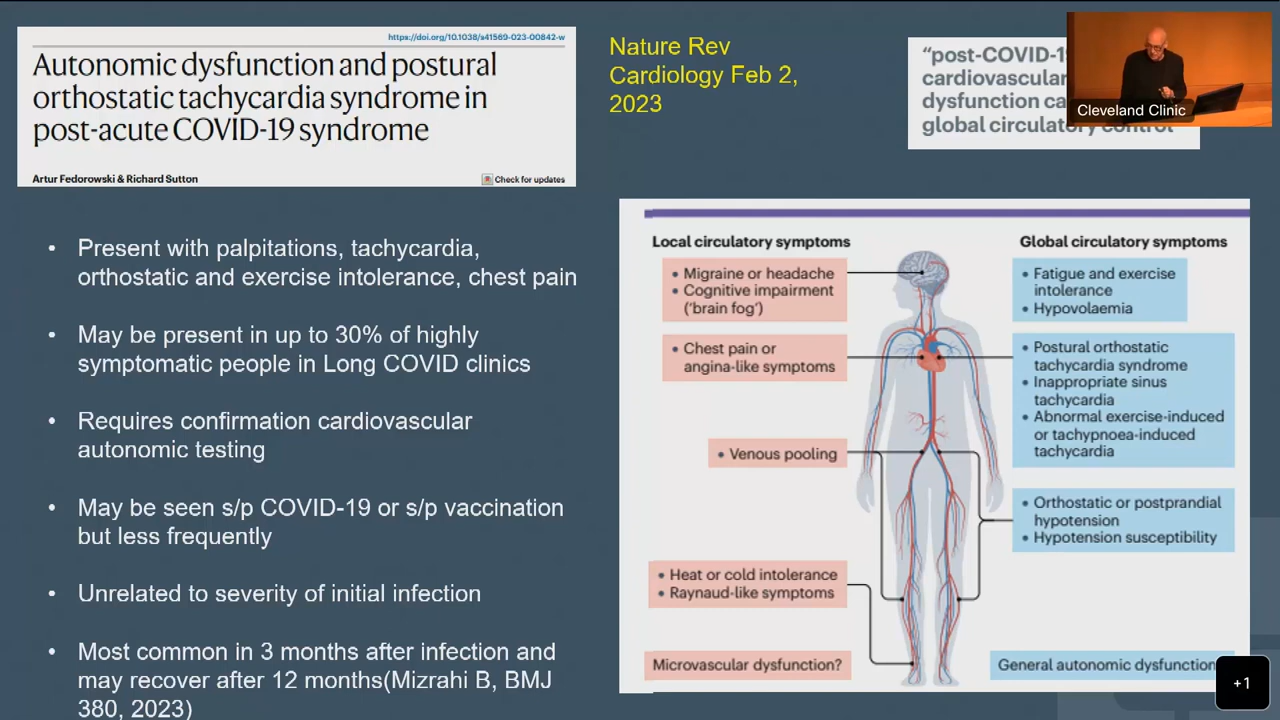 https://doi.org/10.1038/s41569-023-00842-w
Autonomic dysfunction and postural
orthostatic tachycardia syndrome in
post-acute COVID-19 syndrome
Artur Fedorowski & Richard Sutton
Check for updates
Nature Rev
Cardiology Feb 2,
2023
“post-COVID-19
cardiovascular
dysfunction
global circulatory control
Cleveland Clinic
• Present with palpitations, tachycardia,
orthostatic and exercise intolerance, chest pain
• May be present in up to 30% of highly
symptomatic people in Long COVID clinics
• Requires confirmation cardiovascular
autonomic testing
• May be seen s/p COVID-19 or s/p vaccination
but less frequently
• Unrelated to severity of initial infection
• Most common in 3 months after infection and
may recover after 12 months(Mizrahi B, BMJ
380, 2023)
Local circulatory symptoms
• Migraine or headache
• Cognitive impairment
(‘brain fog’)
• Chest pain or
angina-like symptoms
• Venous pooling
• Heat or cold intolerance
• Raynaud-like symptoms
Microvascular dysfunction?
Global circulatory symptoms
• Fatigue and exercise
intolerance
• Hypovolaemia
• Postural orthostatic
tachycardia syndrome
• Inappropriate sinus
tachycardia
• Abnormal exercise-induced
or tachypnoea-induced
tachycardia
• Orthostatic or postprandial
hypotension
• Hypotension susceptibility
General autonomic dysfunction
+1